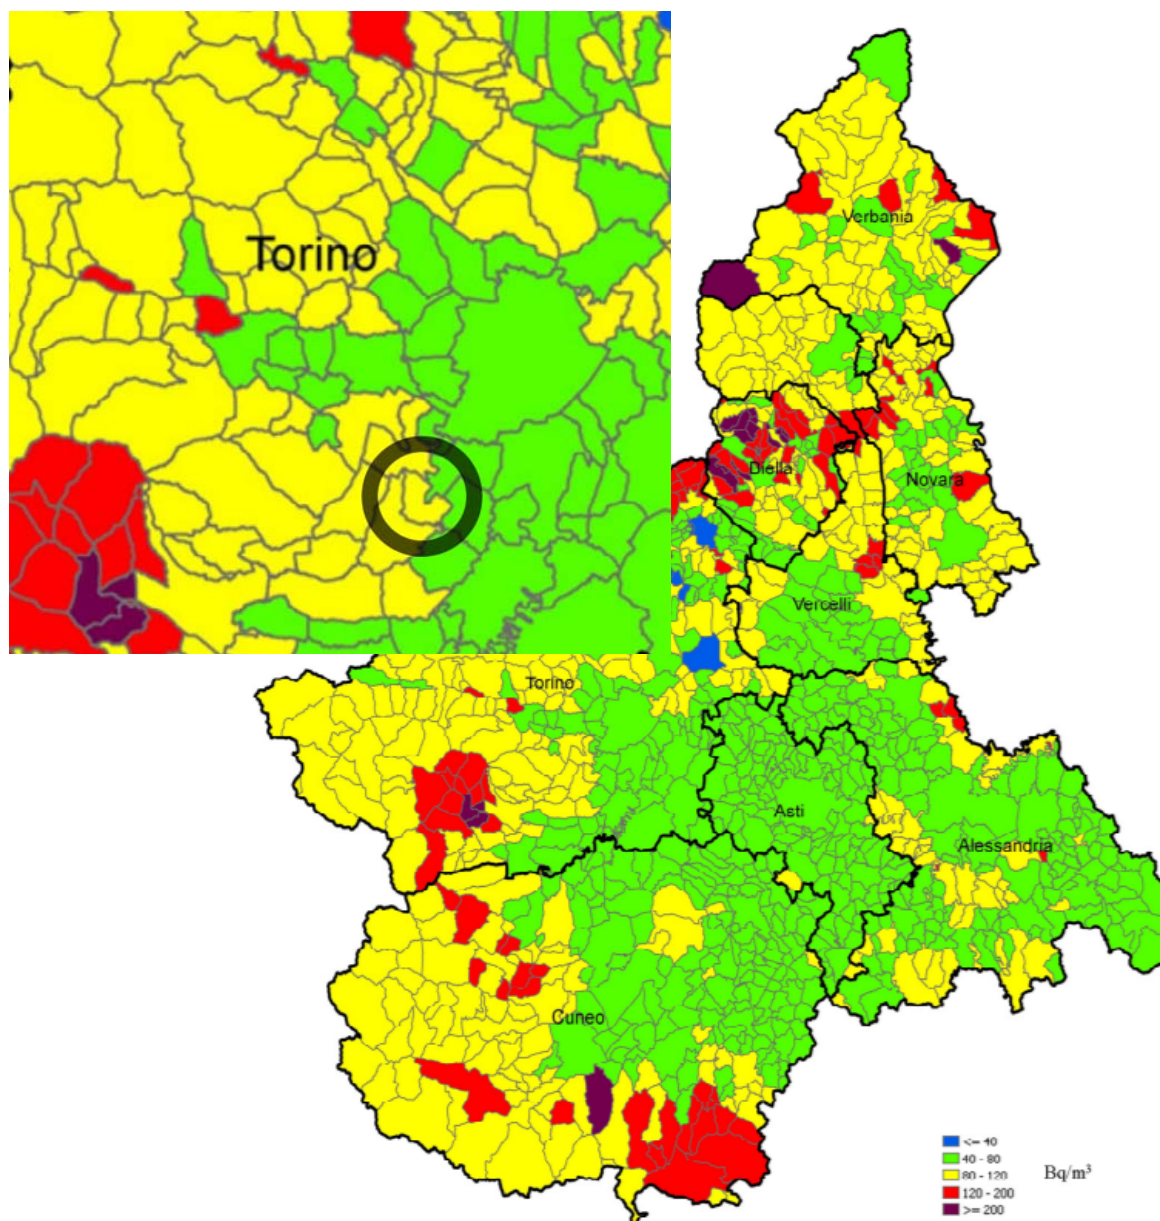 Torino
Verbania
Biella
Novara
Vercelli
Torino
Asti
Alessandria
Cuneo
<= 40
40 - 80
80 - 120
120 - 200
>= 200
Bq/m³